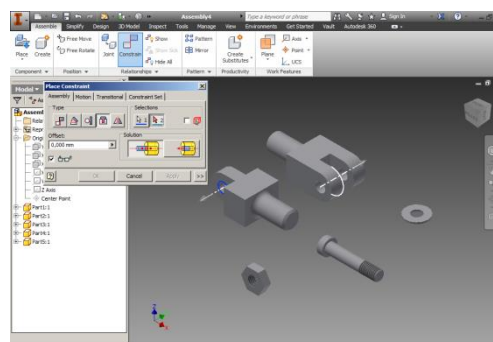 Assembly4
Type a keyword or phrase
Sign In
Assemble Simplify Design 3D Model Inspect Tools Manage View Environments Get Started Vault Autodesk 360
Place Create Free Move Free Rotate Joint Constrain Show Hide All Pattern Mirror Create Substitutes Plane Axis Point UCS
Component Position Relationships Pattern Productivity Work Features
Model
Place Constraint
Assembly Motion Transitional Constraint Set
Type Selections
1 2
Offset: Solution
0,000 mm
OK Cancel Apply >>
Z Axis
Center Point
Part1:1
Part2:1
Part3:1
Part4:1
Part5:1